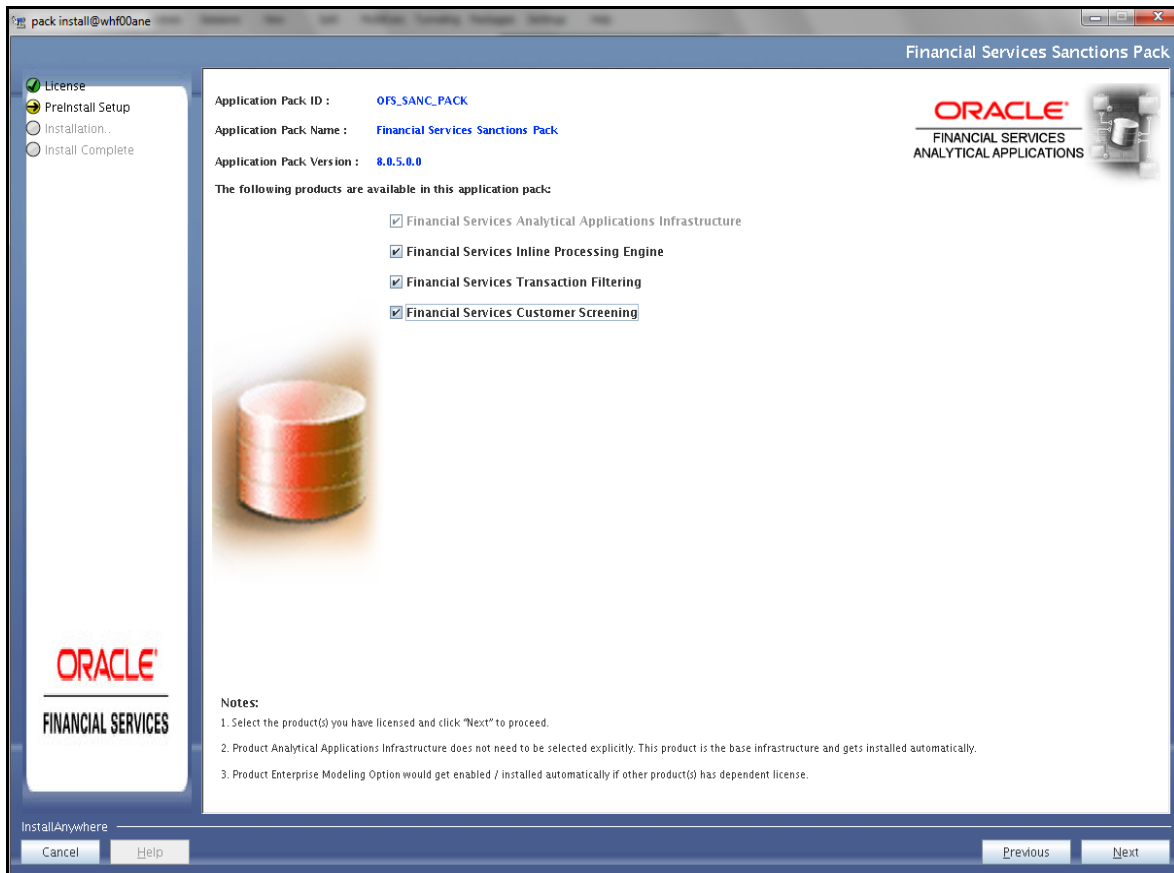 pack install@whf00ane
Financial Services Sanctions Pack
License
PreInstall Setup
Installation..
Install Complete
Application Pack ID : OFS_SANC_PACK
Application Pack Name : Financial Services Sanctions Pack
Application Pack Version : 8.0.5.0.0
The following products are available in this application pack:
ORACLE
FINANCIAL SERVICES
ANALYTICAL APPLICATIONS
Financial Services Analytical Applications Infrastructure
Financial Services Inline Processing Engine
Financial Services Transaction Filtering
Financial Services Customer Screening
ORACLE
FINANCIAL SERVICES
Notes:
1. Select the product(s) you have licensed and click "Next" to proceed.
2. Product Analytical Applications Infrastructure does not need to be selected explicitly. This product is the base infrastructure and gets installed automatically.
3. Product Enterprise Modeling Option would get enabled / installed automatically if other product(s) has dependent license.
InstallAnywhere
Cancel Help Previous Next